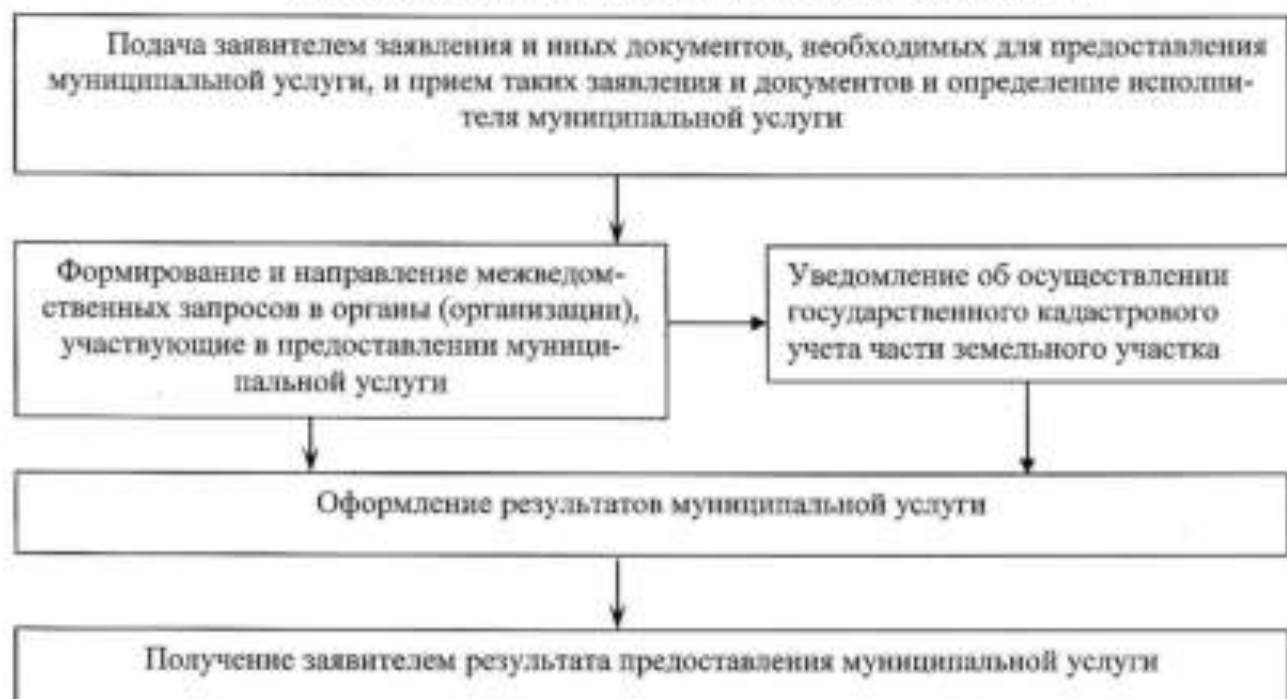 Подача заявителем заявления и иных документов, необходимых для предоставления
муниципальной услуги, и прием таких заявления и документов и определение исполни-
теля муниципальной услуги
Формирование и направление межведом-
ственных запросов в органы (организации),
участвующие в предоставлении муници-
пальной услуги
Уведомление об осуществлении
государственного кадастрового
учета части земельного участка
Оформление результатов муниципальной услуги
Получение заявителем результата предоставления муниципальной услуги